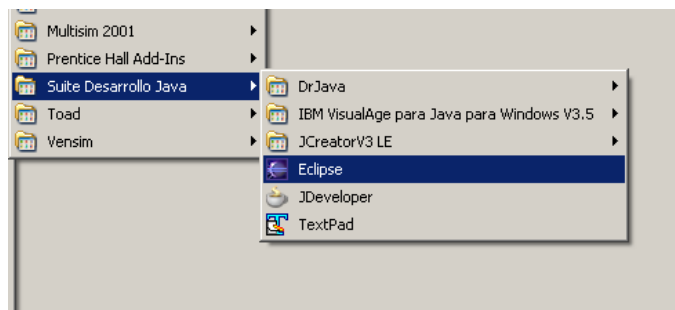 Multisim 2001
Prentice Hall Add-Ins
Suite Desarrollo Java
Toad
Vensim
DrJava
IBM VisualAge para Java para Windows V3.5
JCreatorV3 LE
Eclipse
JDeveloper
TextPad